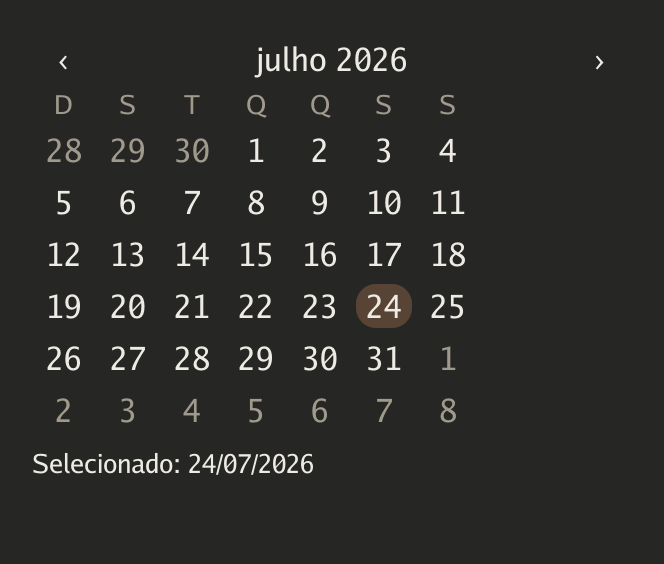 ‹ julho 2026 ›
D S T Q Q S S
28 29 30 1 2 3 4
5 6 7 8 9 10 11
12 13 14 15 16 17 18
19 20 21 22 23 24 25
26 27 28 29 30 31 1
2 3 4 5 6 7 8
Selecionado: 24/07/2026